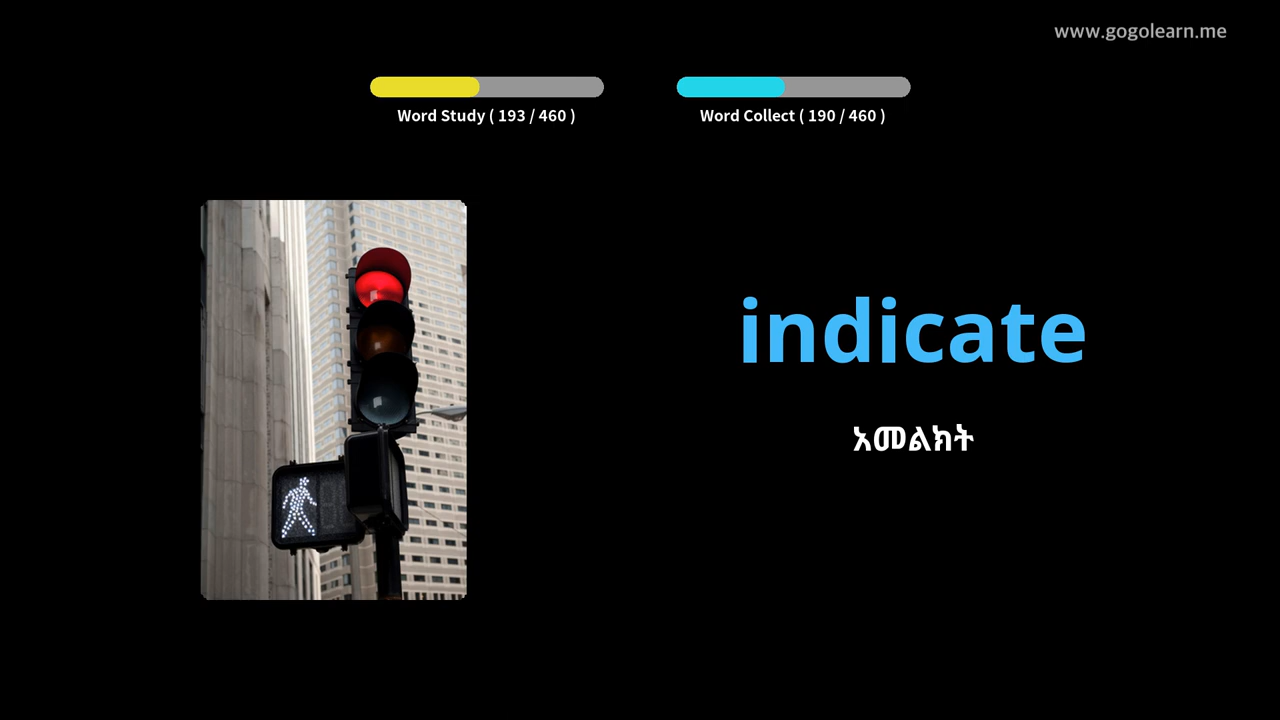 www.gogolearn.me
Word Study ( 193 / 460 )
Word Collect ( 190 / 460 )
indicate
አመልክት